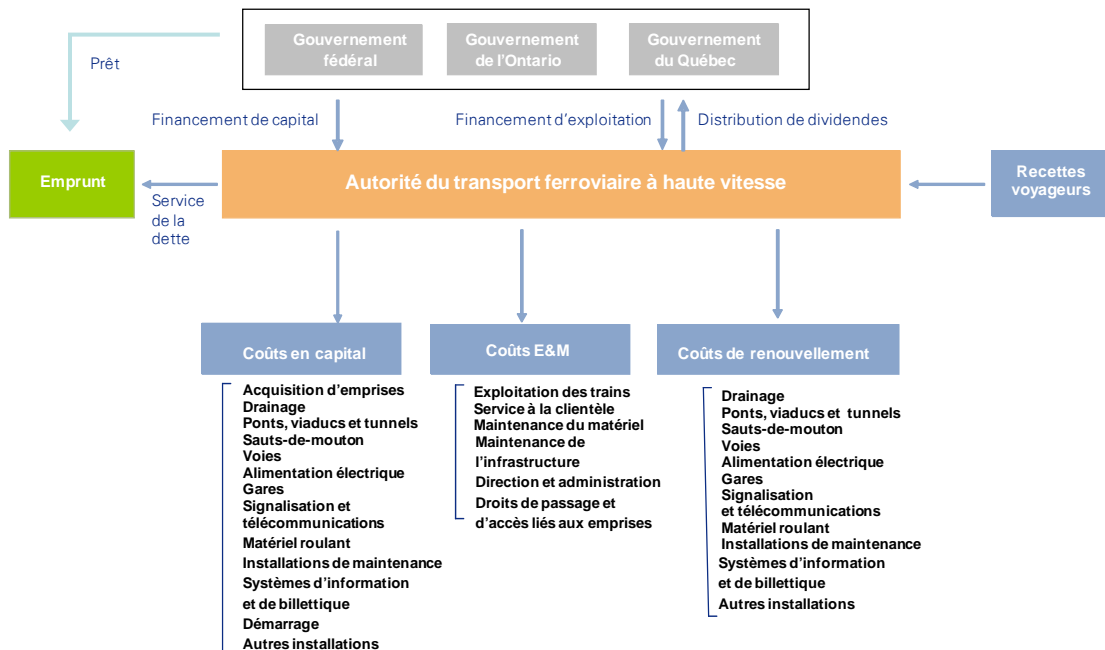 Gouvernement
fédéral
Gouvernement
de l'Ontario
Gouvernement
du Québec
Prêt
Financement de capital
Financement d'exploitation
Distribution de dividendes
Emprunt
Autorité du transport ferroviaire à haute vitesse
Recettes
voyageurs
Service
de la
dette
Coûts en capital
Acquisition d'emprises
Drainage
Ponts, viaducs et tunnels
Sauts-de-mouton
Voies
Alimentation électrique
Gares
Signalisation et
télécommunications
Matériel roulant
Installations de maintenance
Systèmes d'information
et de billettique
Démarrage
Autres installations
Coûts E&M
Exploitation des trains
Service à la clientèle
Maintenance du matériel
Maintenance de
l'infrastructure
Direction et administration
Droits de passage et
d'accès liés aux emprises
Coûts de renouvellement
Drainage
Ponts, viaducs et tunnels
Sauts-de-mouton
Voies
Alimentation électrique
Gares
Signalisation
et télécommunications
Matériel roulant
Installations de maintenance
Systèmes d'information
et de billettique
Autres installations